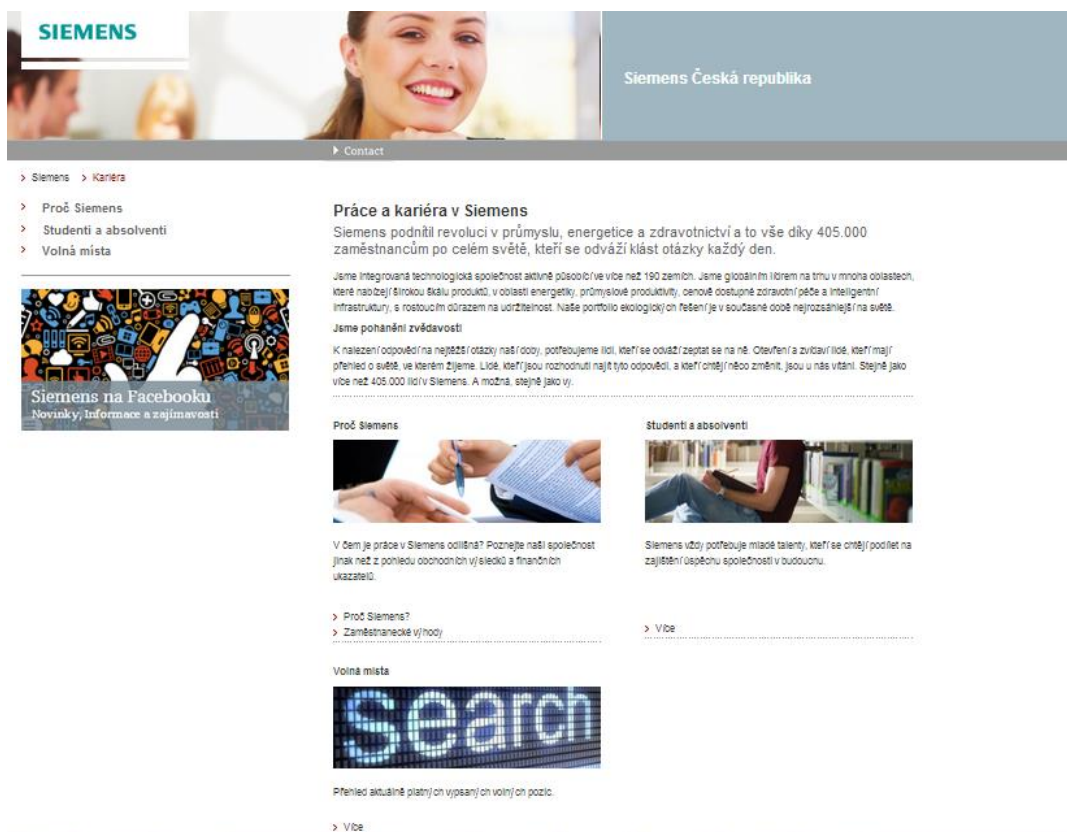 SIEMENS
Siemens Česká republika
Contact
Siemens
Kariéra
Proč Siemens
Studenti a absolventi
Volná místa
Siemens na Facebooku
Novinky, Informace a zajímavosti
Práce a kariéra v Siemens
Siemens podnítil revoluci v průmyslu, energetice a zdravotnictví a to vše díky 405.000
zaměstnancům po celém světě, kteří se odváží klást otázky každý den.
Jsme integrovaná technologická společnost aktivně působící ve více než 190 zemích. Jsme globálním lídrem na trhu v mnoha oblastech,
které nabízejí širokou škálu produktů, v oblasti energetiky, průmyslové produktivity, cenově dostupné zdravotní péče a inteligentní
infrastruktury, s rostoucím důrazem na udržitelnost. Naše portfolio ekologických řešení je v současné době nejrozsáhlejší na světě.
Jsme poháněni zvědavostí
K nalezení odpovědí na nejtěžší otázky naší doby, potřebujeme lidi, kteří se odváží zeptat se na ně. Otevření a zvídaví lidé, kteří mají
přehled o světě, ve kterém žijeme. Lidé, kteří jsou rozhodnuti najít tyto odpovědi, a kteří chtějí něco změnit, jsou u nás vítáni. Stejně jako
více než 405.000 lidí v Siemens. A možná, stejně jako vy.
Proč Siemens
V čem je práce v Siemens odlišná? Poznejte naši společnost
jinak než z pohledu obchodních výsledků a finančních
ukazatelů.
Proč Siemens?
Zaměstnanecké výhody
Studenti a absolventi
Siemens vždy potřebuje mladé talenty, kteří se chtějí podílet na
zajištění úspěchu společnosti v budoucnu.
Více
Volná místa
search
Přehled aktuálně platných vypsaných volných pozic.
Více